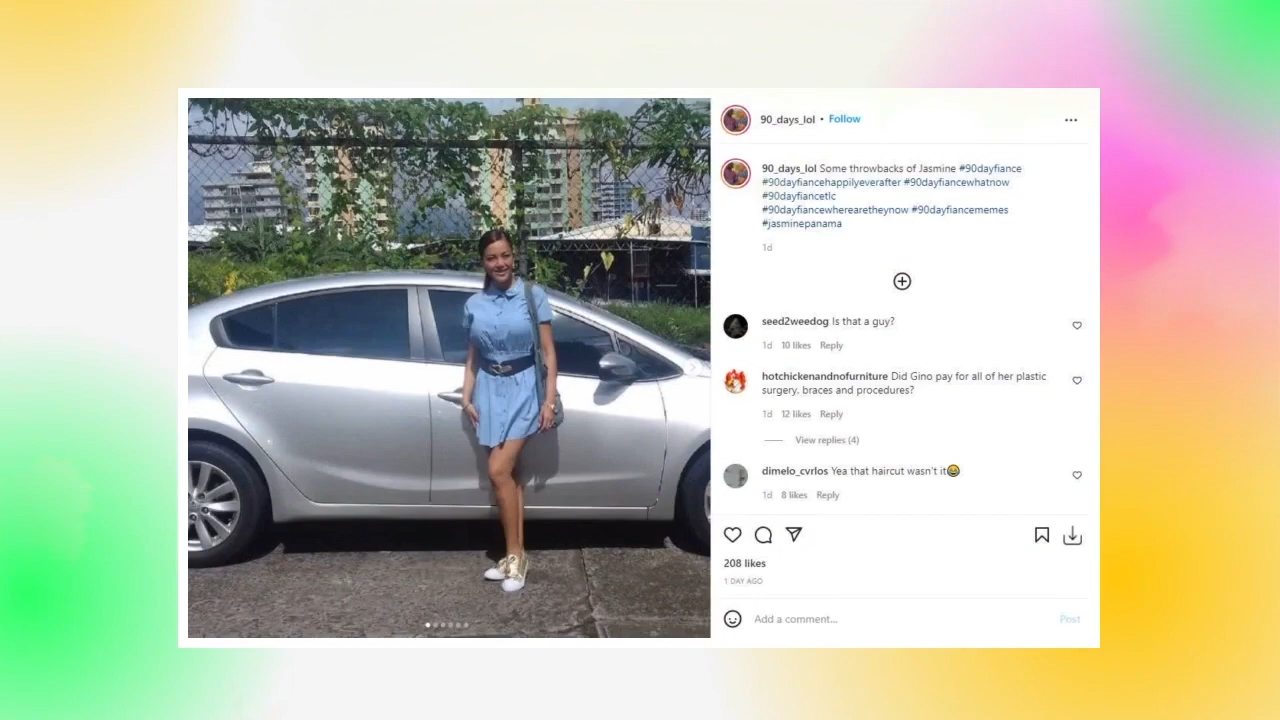 90_days_lol • Follow
90_days_lol Some throwbacks of Jasmine #90dayfiance
#90dayfiancehappilyeverafter #90dayfiancewhatnow
#90dayfiancetlc
#90dayfiancewherearetheynow #90dayfiancememes
#jasminepanama
1d
seed2weedog Is that a guy?
1d 10 likes Reply
hotchickenandnofurniture Did Gino pay for all of her plastic
surgery, braces and procedures?
1d 12 likes Reply
View replies (4)
dimelo_cvrlos Yea that haircut wasn't it😂
1d 8 likes Reply
208 likes
1 DAY AGO
Add a comment...
Post